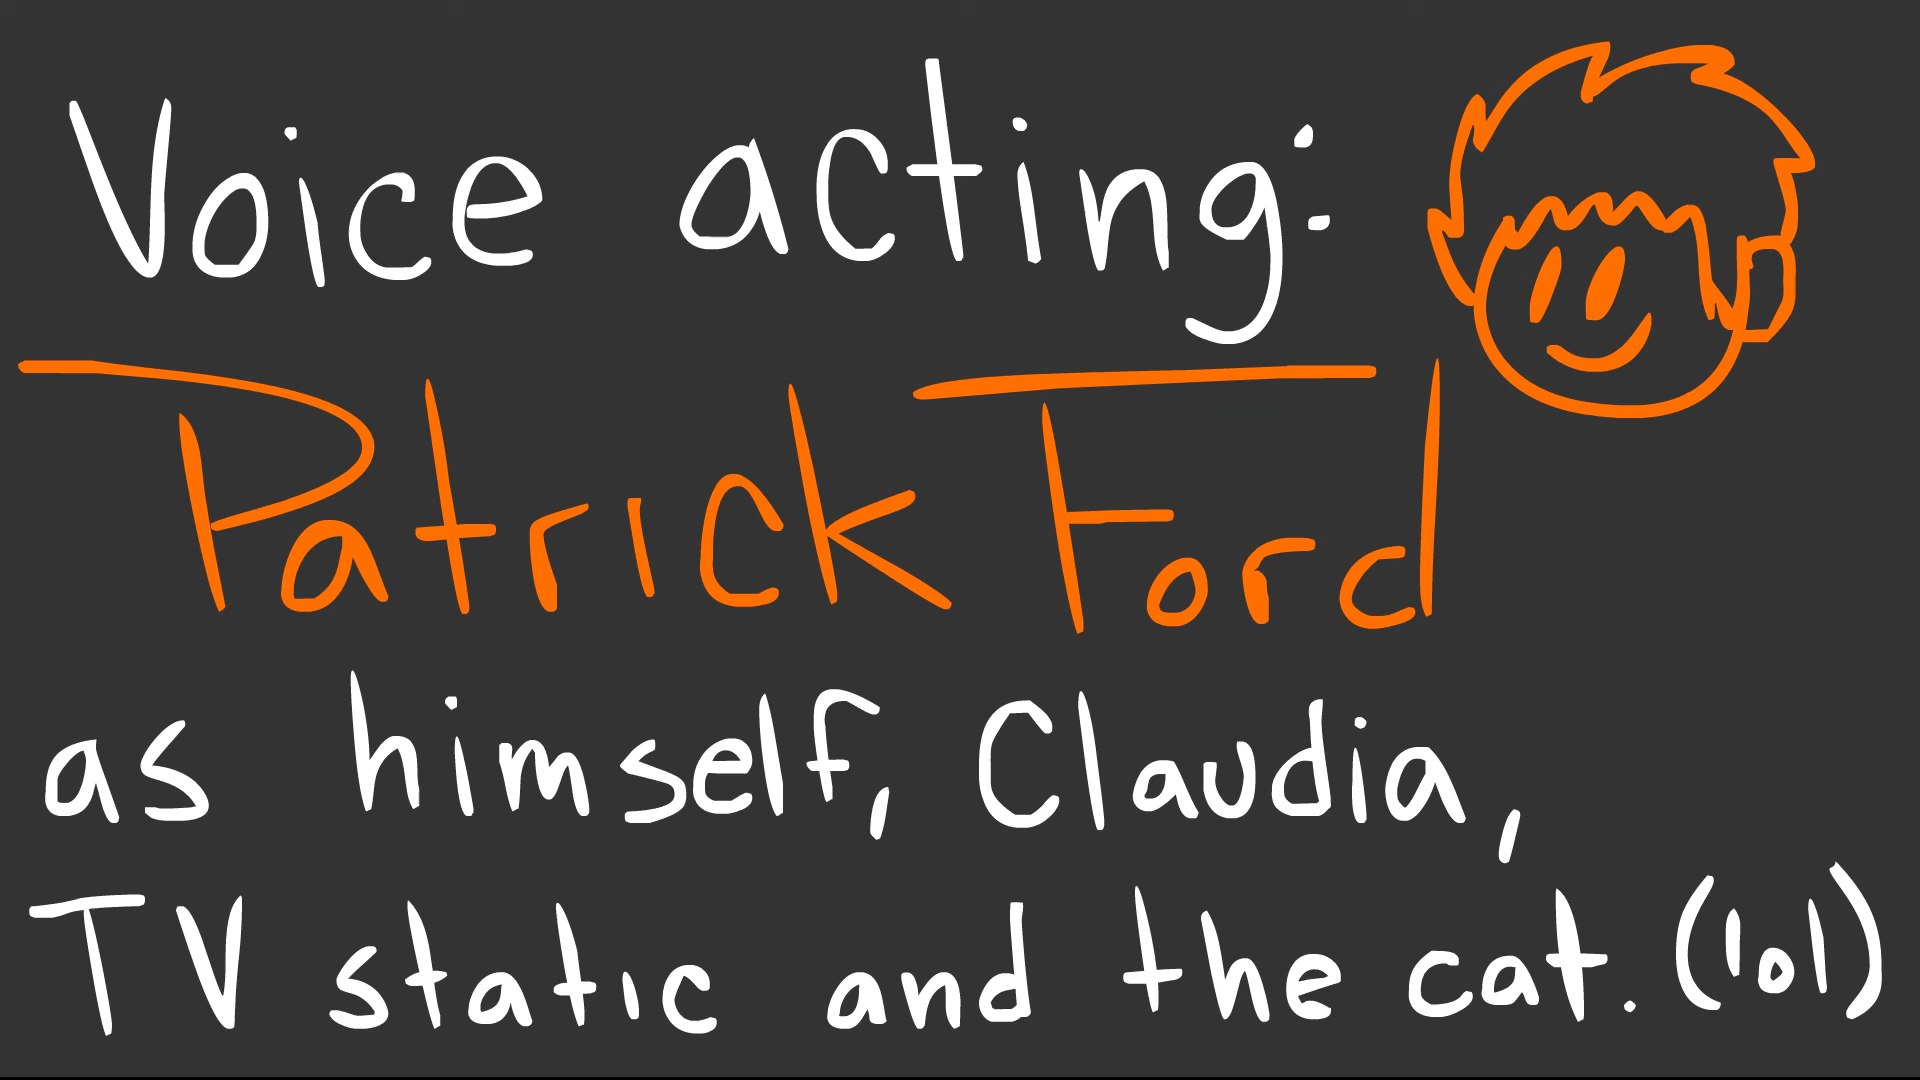 Voice acting:
Patrick Ford
as himself, Claudia,
TV static and the cat. (lol)